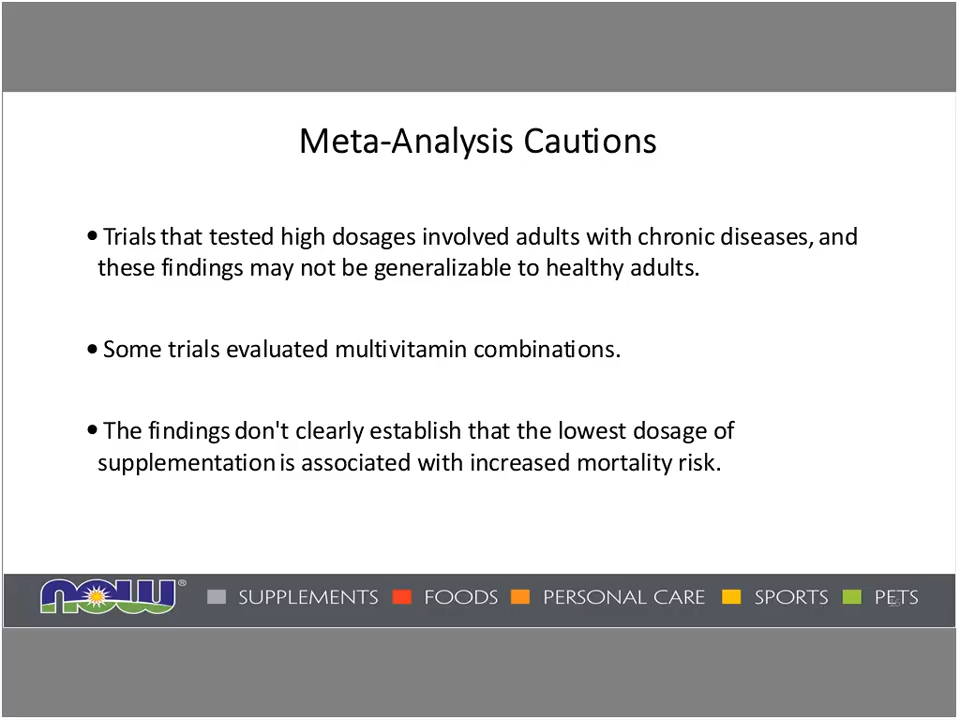 Meta-Analysis Cautions
• Trials that tested high dosages involved adults with chronic diseases, and
these findings may not be generalizable to healthy adults.
• Some trials evaluated multivitamin combinations.
• The findings don't clearly establish that the lowest dosage of
supplementation is associated with increased mortality risk.
now® SUPPLEMENTS FOODS PERSONAL CARE SPORTS PETS